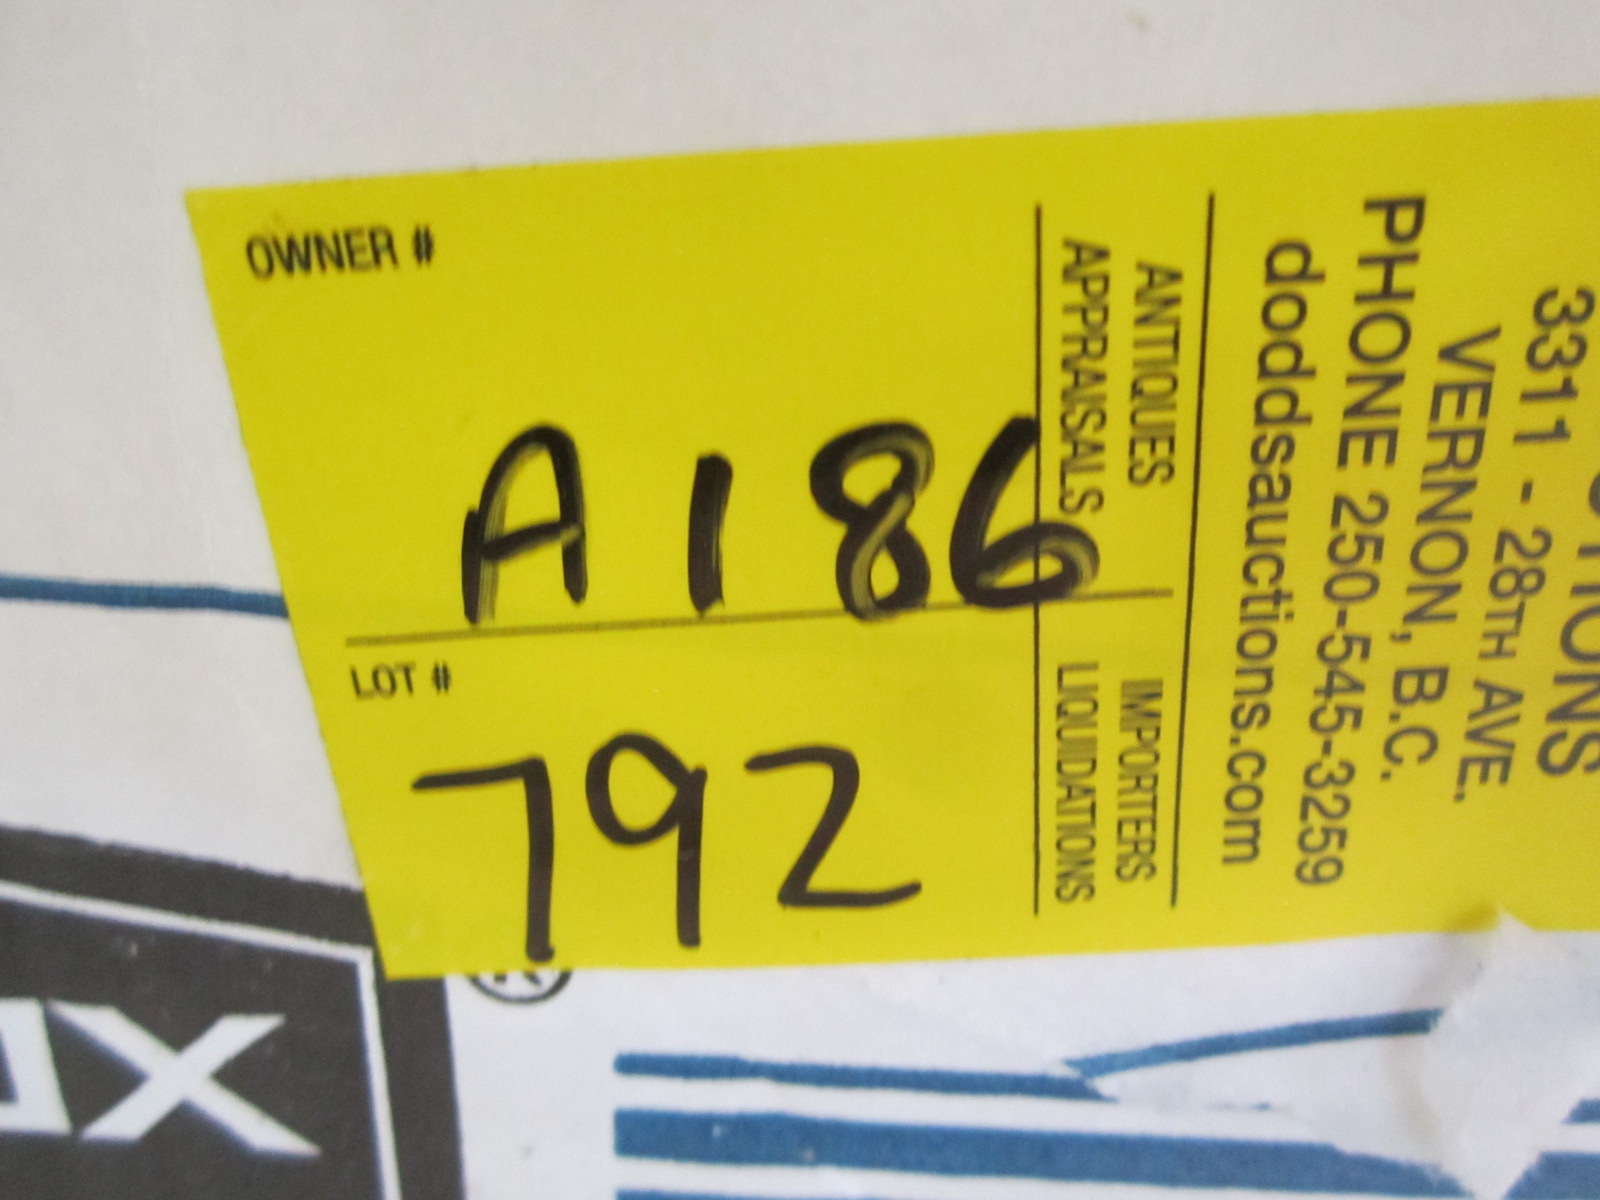 OWNER #
A186
LOT #
792
ANTIQUES
APPRAISALS
IMPORTERS
LIQUIDATIONS
3311 - 28TH AVE.
VERNON, B.C.
PHONE 250-545-3259
doddsauctions.com
®